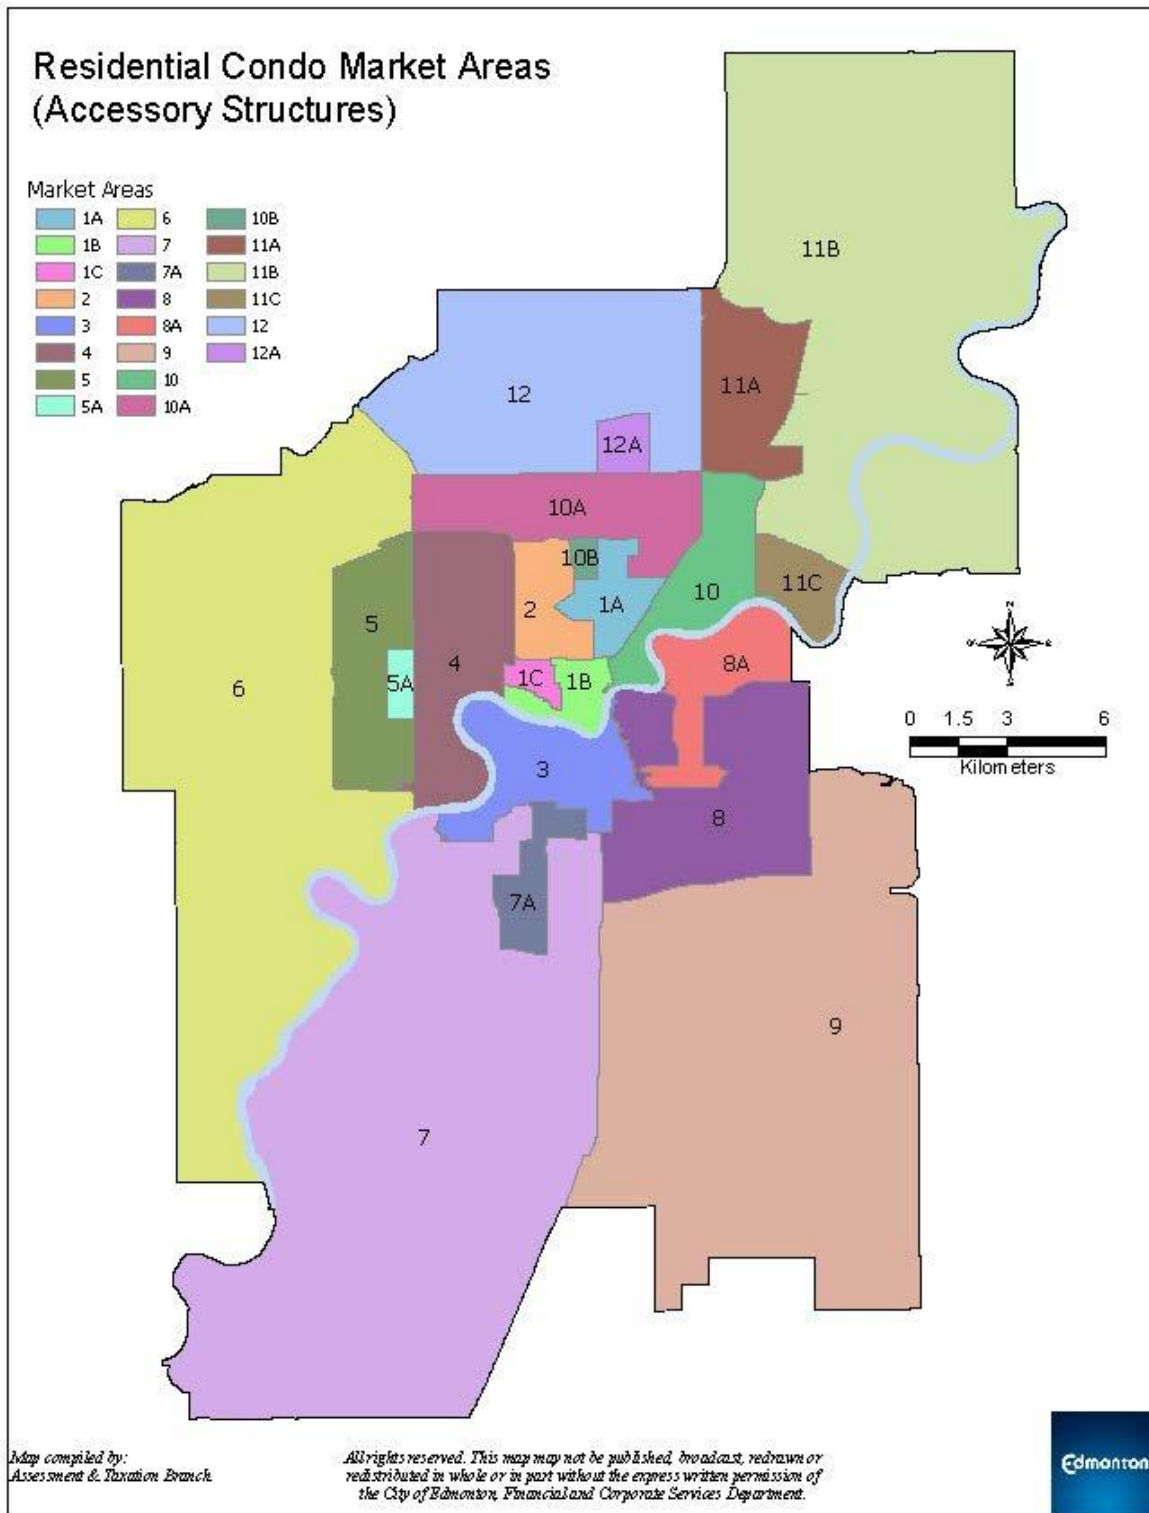 Residential Condo Market Areas
(Accessory Structures)
Market Areas
1A 6 10B
1B 7 11A
1C 7A 11B
2 8 11C
3 8A 12
4 9 12A
5 10
5A 10A
11B
12
11A
12A
10A
10B
11C
10
1A
2
5
4
8A
1C
1B
5A
6
3
8
7A
9
7
N
0 1.5 3 6
Kilometers
Map compiled by:
Assessment & Taxation Branch
All rights reserved. This map may not be published, broadcast, redrawn or
redistributed in whole or in part without the express written permission of
the City of Edmonton, Financial and Corporate Services Department.
Edmonton